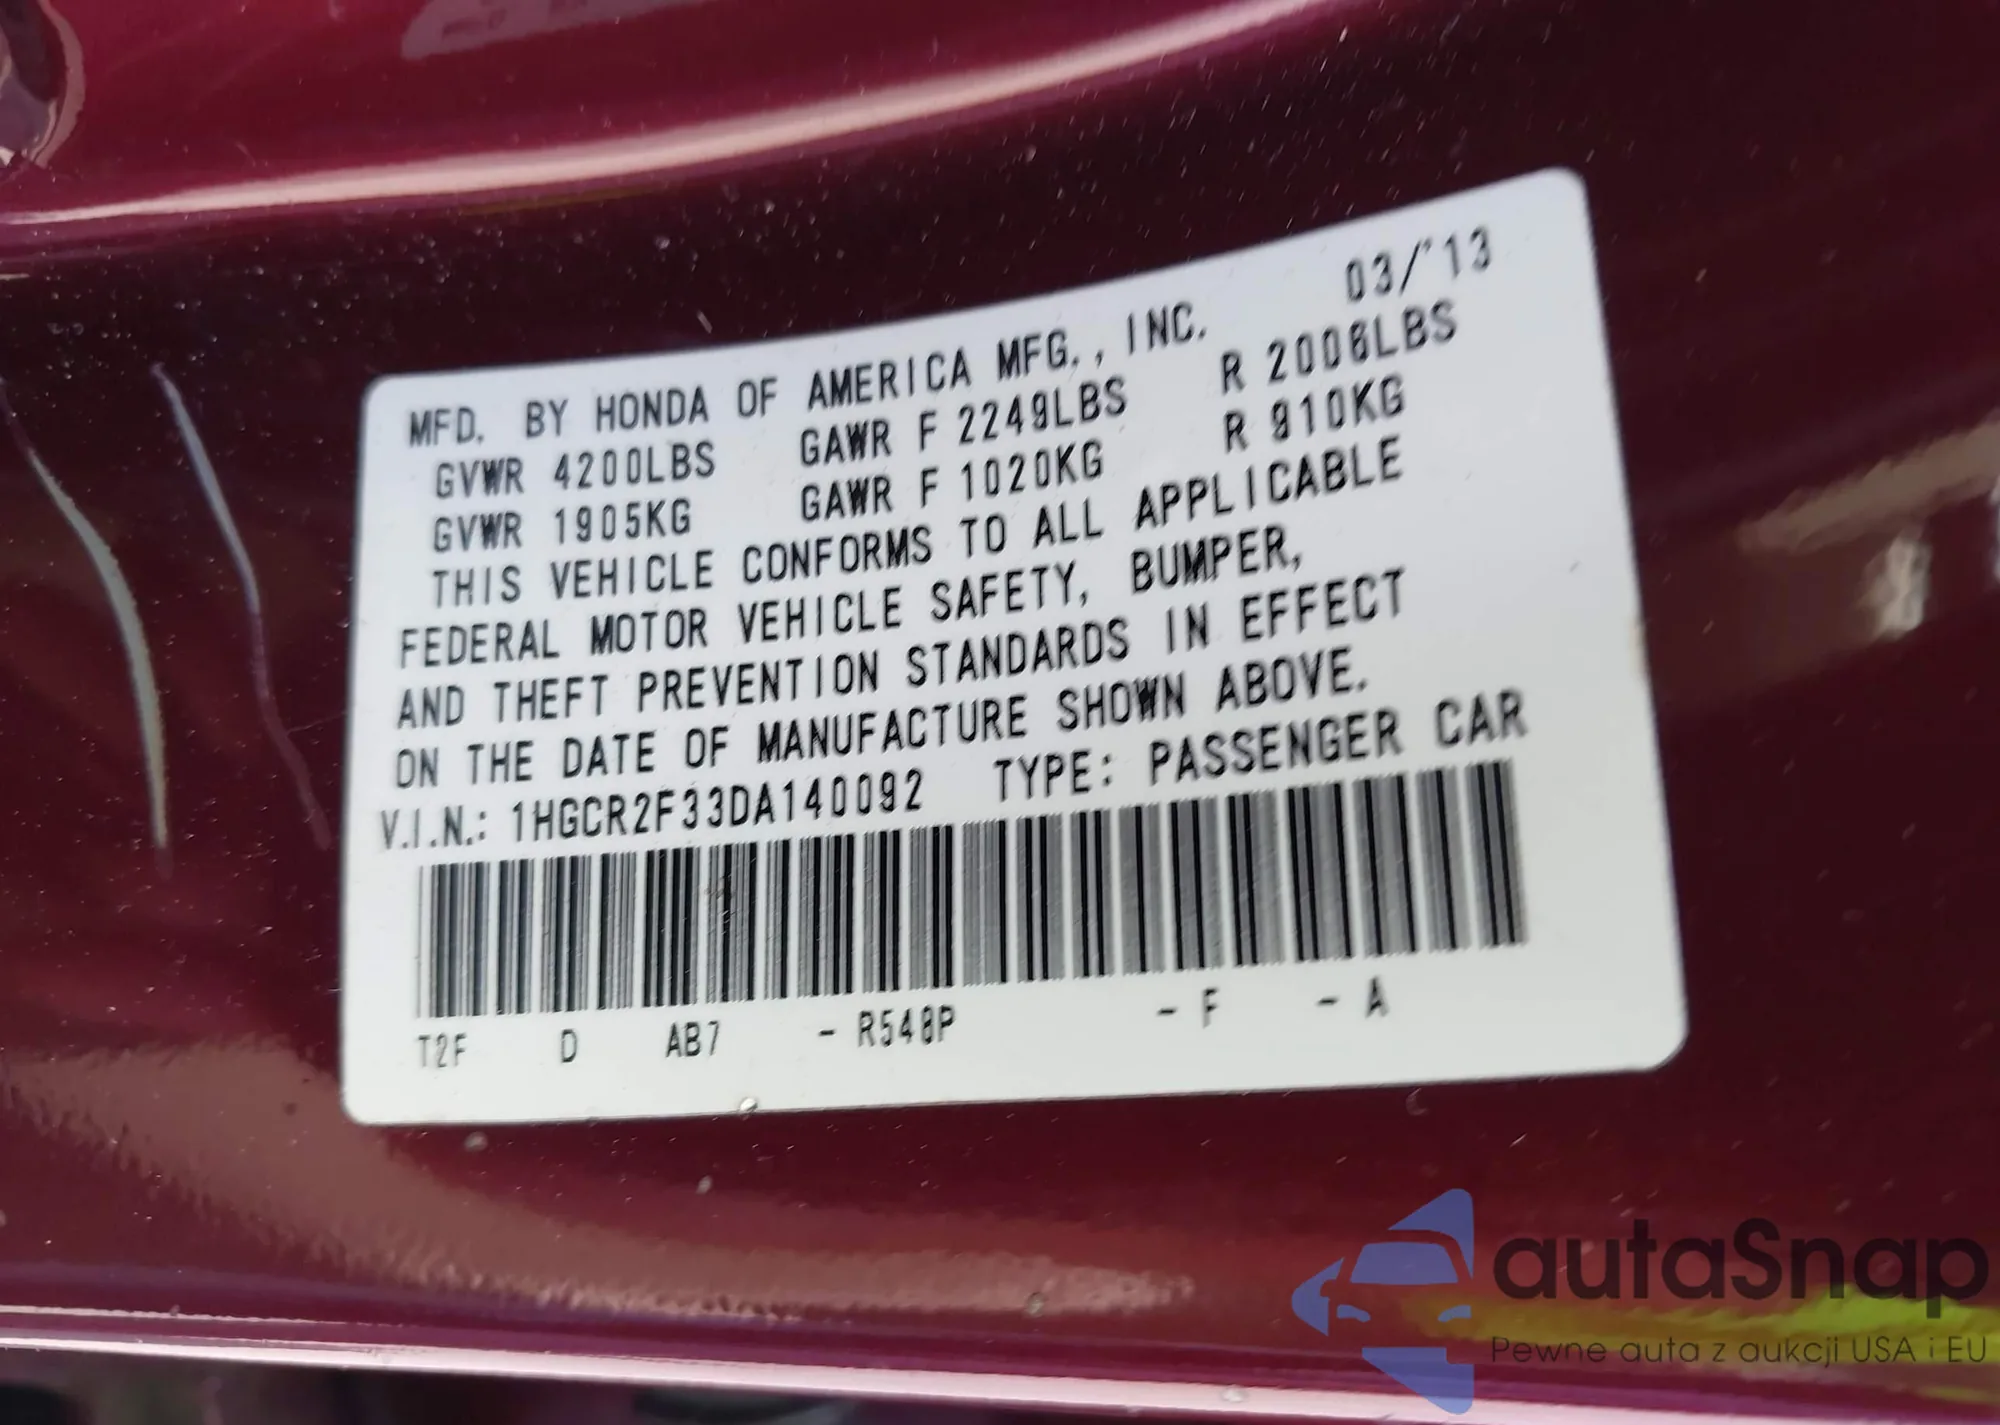 MFD. BY HONDA OF AMERICA MFG., INC. 03/'13
GVWR 4200LBS GAWR F 2249LBS R 2006LBS
GVWR 1905KG GAWR F 1020KG R 910KG
THIS VEHICLE CONFORMS TO ALL APPLICABLE
FEDERAL MOTOR VEHICLE SAFETY, BUMPER,
AND THEFT PREVENTION STANDARDS IN EFFECT
ON THE DATE OF MANUFACTURE SHOWN ABOVE.
V.I.N.: 1HGCR2F33DA140092 TYPE: PASSENGER CAR
T2F D AB7 - R548P - F - A
autaSnap
Pewne auta z aukcji USA i EU